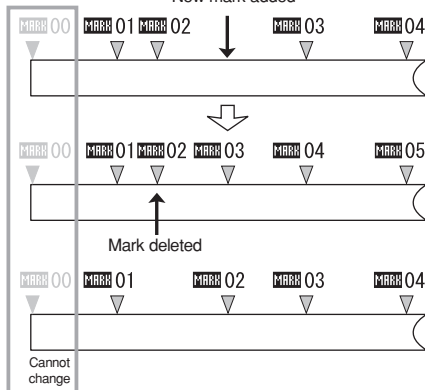 New mark added
MARK 00 MARK 01 MARK 02 MARK 03 MARK 04
MARK 00 MARK 01 MARK 02 MARK 03 MARK 04 MARK 05
Mark deleted
MARK 00 MARK 01 MARK 02 MARK 03 MARK 04
Cannot
change